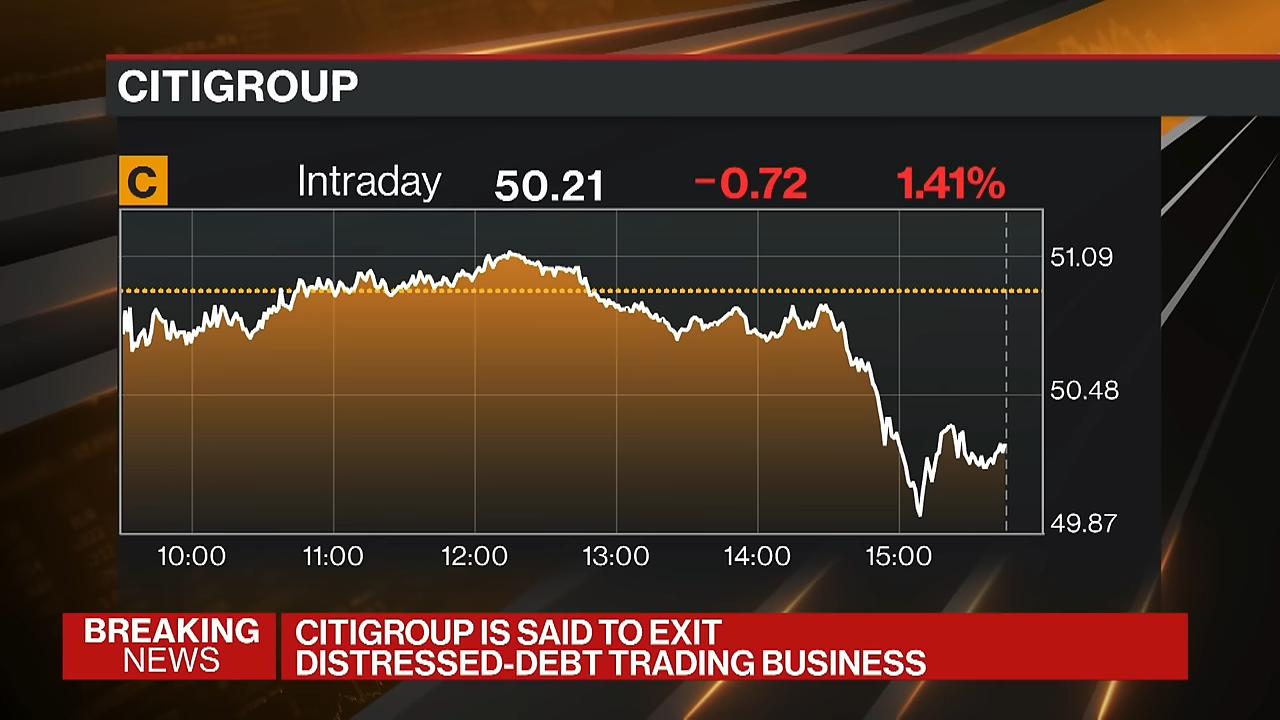 CITIGROUP
C Intraday 50.21 −0.72 1.41%
51.09
50.48
49.87
10:00 11:00 12:00 13:00 14:00 15:00
BREAKING
NEWS
CITIGROUP IS SAID TO EXIT
DISTRESSED-DEBT TRADING BUSINESS